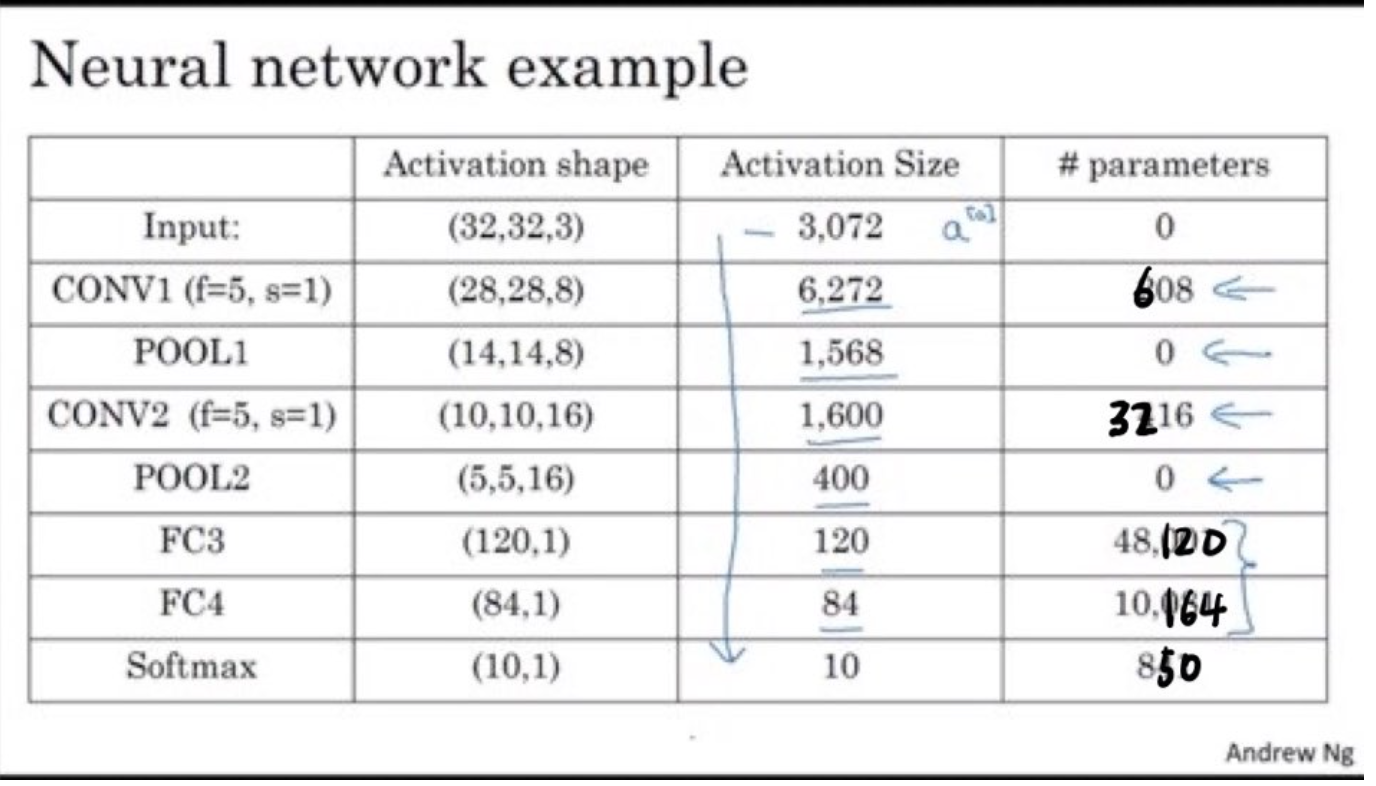 Neural network example
Activation shape Activation Size # parameters
Input: (32,32,3) 3,072 a[0] 0
CONV1 (f=5, s=1) (28,28,8) 6,272 608
POOL1 (14,14,8) 1,568 0
CONV2 (f=5, s=1) (10,10,16) 1,600 3216
POOL2 (5,5,16) 400 0
FC3 (120,1) 120 48,120
FC4 (84,1) 84 10,164
Softmax (10,1) 10 850
Andrew Ng